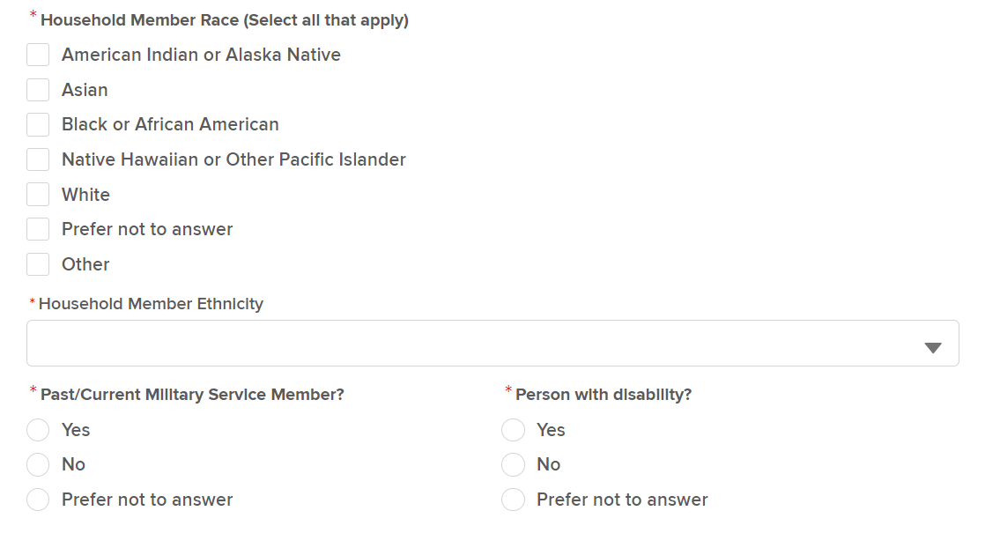 * Household Member Race (Select all that apply)
American Indian or Alaska Native
Asian
Black or African American
Native Hawaiian or Other Pacific Islander
White
Prefer not to answer
Other
* Household Member Ethnicity
* Past/Current Military Service Member?
Yes
No
Prefer not to answer
* Person with disability?
Yes
No
Prefer not to answer